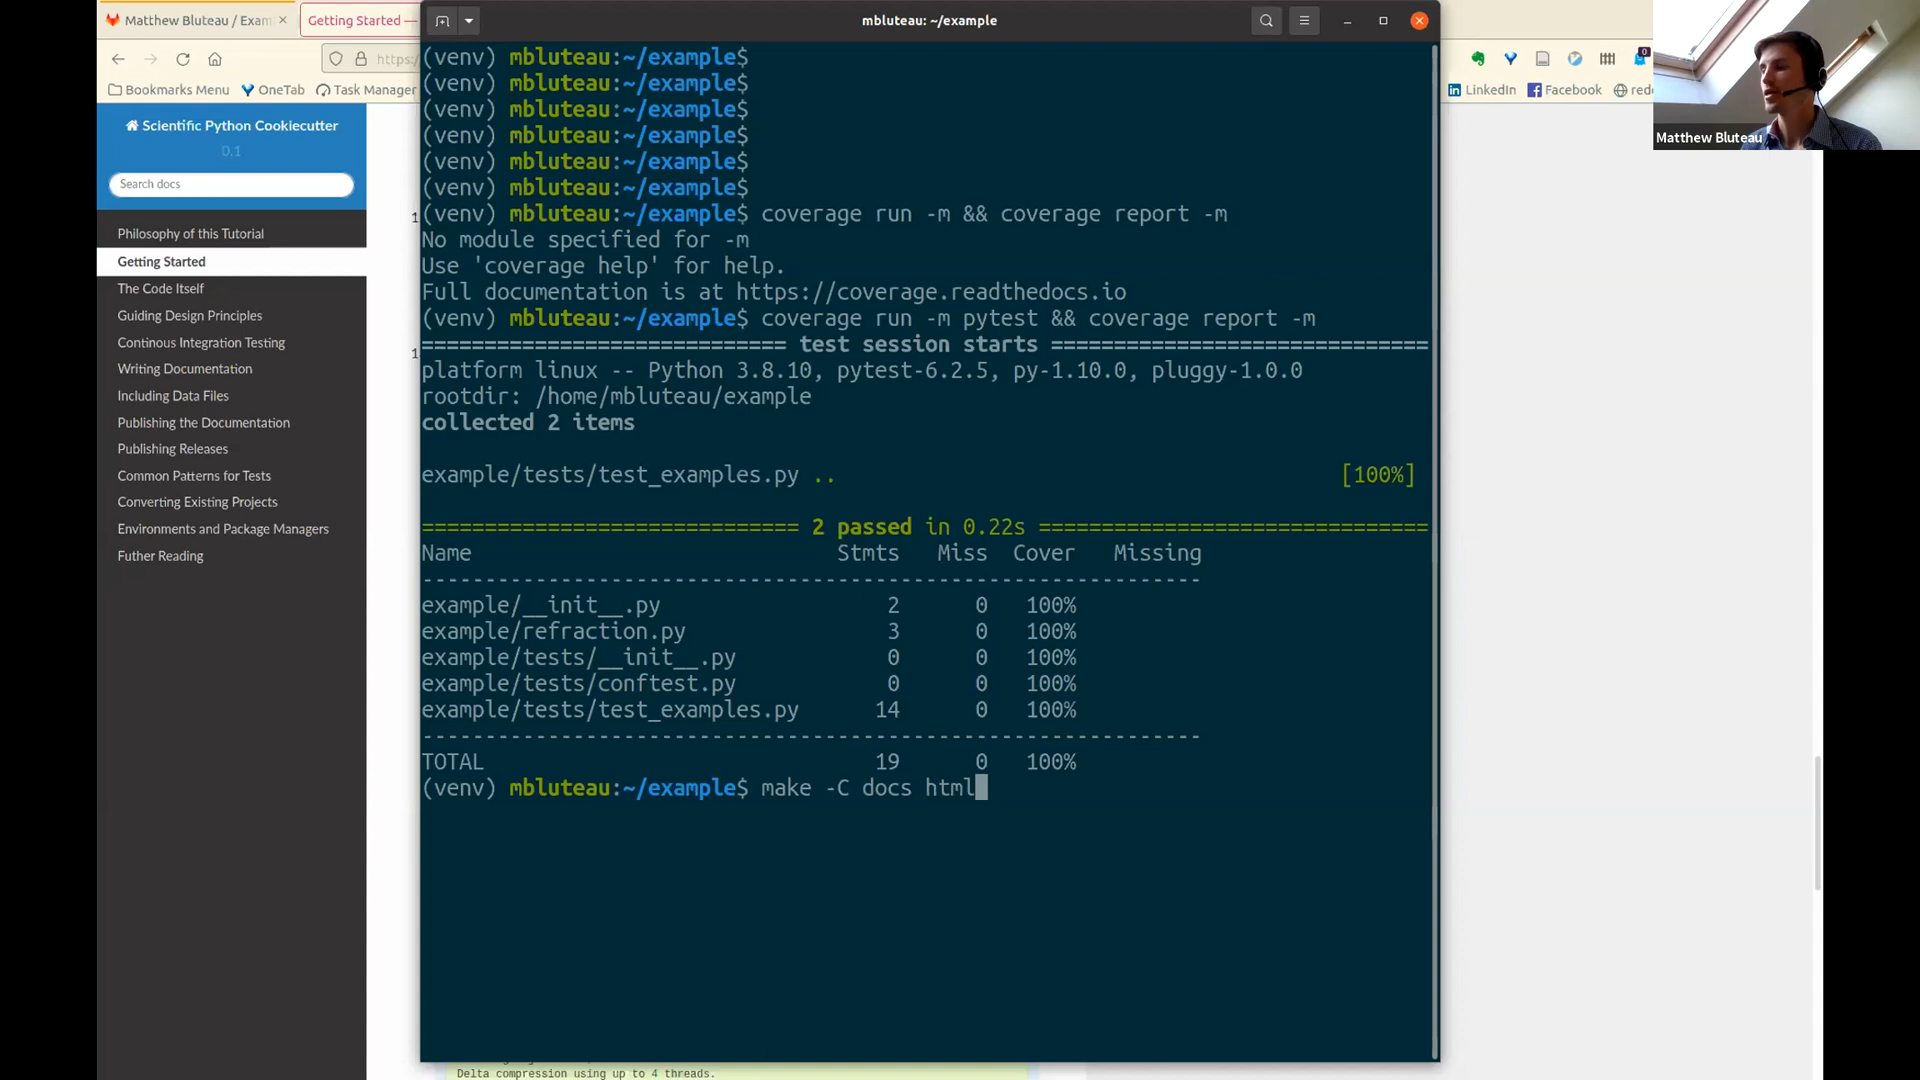 Matthew Bluteau / Exam
Getting Started —
mbluteau: ~/example
https:
Bookmarks Menu
OneTab
Task Manager
LinkedIn
Facebook
0
Matthew Bluteau
Scientific Python Cookiecutter
0.1
Search docs
Philosophy of this Tutorial
Getting Started
The Code Itself
Guiding Design Principles
Continous Integration Testing
Writing Documentation
Including Data Files
Publishing the Documentation
Publishing Releases
Common Patterns for Tests
Converting Existing Projects
Environments and Package Managers
Futher Reading
(venv) mbluteau:~/example$
(venv) mbluteau:~/example$
(venv) mbluteau:~/example$
(venv) mbluteau:~/example$
(venv) mbluteau:~/example$
(venv) mbluteau:~/example$
(venv) mbluteau:~/example$ coverage run -m && coverage report -m
No module specified for -m
Use 'coverage help' for help.
Full documentation is at https://coverage.readthedocs.io
(venv) mbluteau:~/example$ coverage run -m pytest && coverage report -m
============================= test session starts ==============================
platform linux -- Python 3.8.10, pytest-6.2.5, py-1.10.0, pluggy-1.0.0
rootdir: /home/mbluteau/example
collected 2 items
example/tests/test_examples.py .. [100%]
============================== 2 passed in 0.22s ===============================
Name Stmts Miss Cover Missing
--------------------------------------------------------------
example/__init__.py 2 0 100%
example/refraction.py 3 0 100%
example/tests/__init__.py 0 0 100%
example/tests/conftest.py 0 0 100%
example/tests/test_examples.py 14 0 100%
--------------------------------------------------------------
TOTAL 19 0 100%
(venv) mbluteau:~/example$ make -C docs html
Delta compression using up to 4 threads.